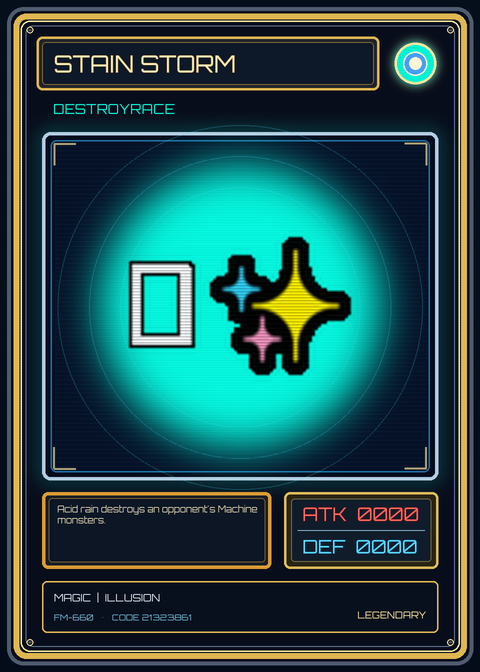 STAIN STORM
DESTROYRACE
Acid rain destroys an opponent's Machine
monsters.
ATK 0000
DEF 0000
MAGIC | ILLUSION
FM-660 · CODE 21323861
LEGENDARY